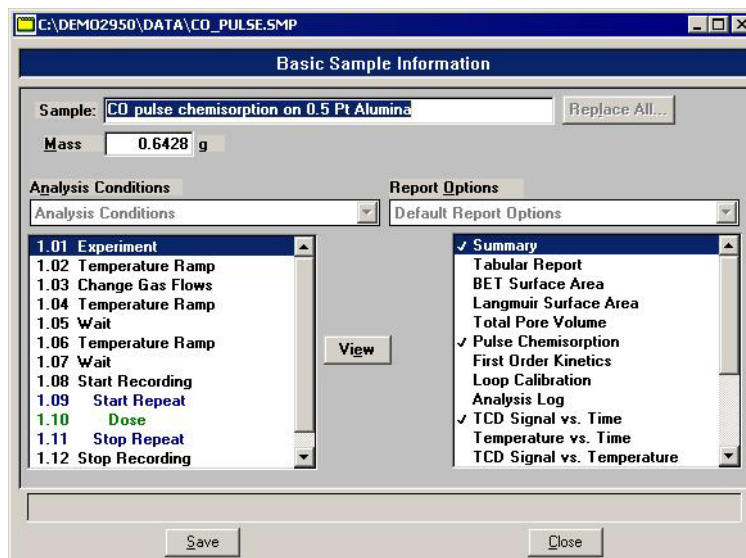 C:\DEMO2950\DATA\CO_PULSE.SMP
Basic Sample Information
Sample: CO pulse chemisorption on 0.5 Pt Alumina Replace All...
Mass 0.6428 g
Analysis Conditions
Analysis Conditions
1.01 Experiment
1.02 Temperature Ramp
1.03 Change Gas Flows
1.04 Temperature Ramp
1.05 Wait
1.06 Temperature Ramp
1.07 Wait
1.08 Start Recording
1.09 Start Repeat
1.10 Dose
1.11 Stop Repeat
1.12 Stop Recording
View
Report Options
Default Report Options
✓ Summary
Tabular Report
BET Surface Area
Langmuir Surface Area
Total Pore Volume
✓ Pulse Chemisorption
First Order Kinetics
Loop Calibration
Analysis Log
✓ TCD Signal vs. Time
Temperature vs. Time
TCD Signal vs. Temperature
Save Close